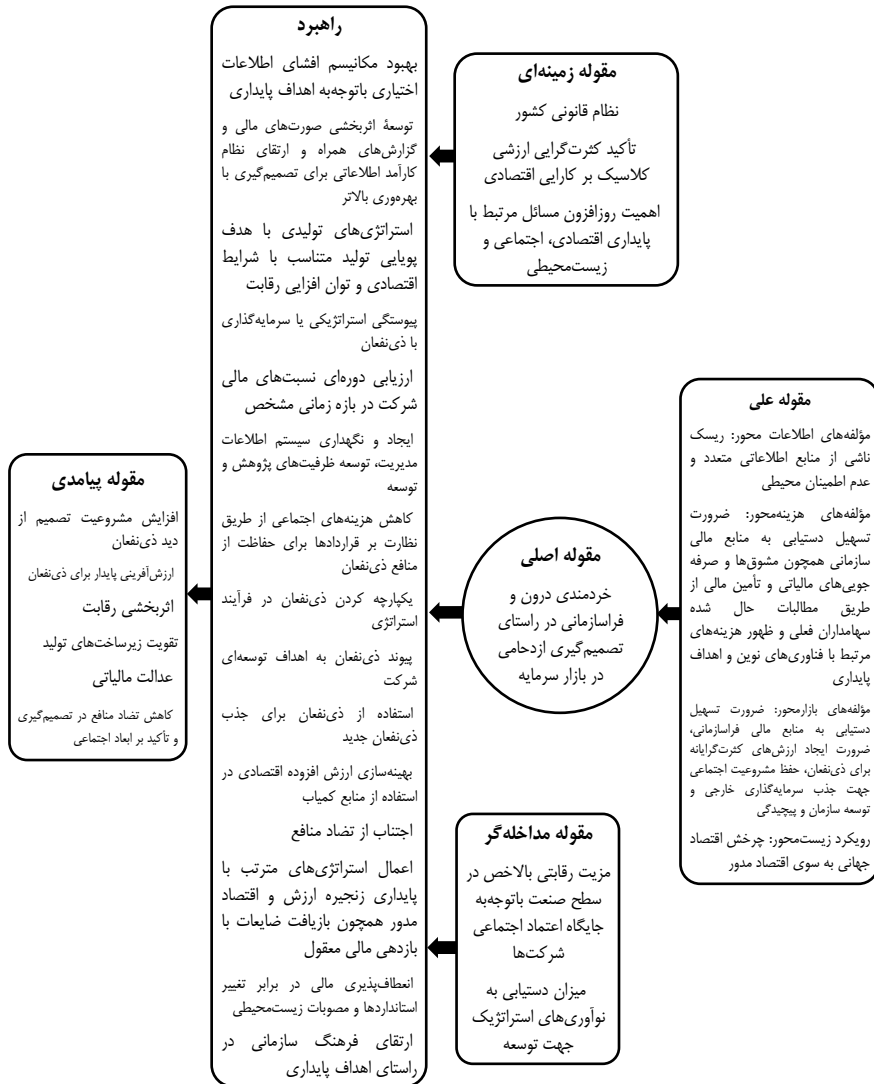 مقوله علی
مؤلفه‌های اطلاعات محور: ریسک
ناشی از منابع اطلاعاتی متعدد و
عدم اطمینان محیطی
مؤلفه‌های هزینه‌محور: ضرورت
تسهیل دستیابی به منابع مالی
سازمانی همچون مشوق‌ها و صرفه
جویی‌های مالیاتی و تأمین مالی از
طریق مطالبات حال شده
سهامداران فعلی و ظهور هزینه‌های
مرتبط با فناوری‌های نوین و اهداف
پایداری
مؤلفه‌های بازارمحور: ضرورت تسهیل
دستیابی به منابع مالی فراسازمانی،
ضرورت ایجاد ارزش‌های کثرت‌گرایانه
برای ذی‌نفعان، حفظ مشروعیت اجتماعی
جهت جذب سرمایه‌گذاری خارجی و
توسعه سازمان و پیچیدگی
رویکرد زیست‌محور: چرخش اقتصاد
جهانی به سوی اقتصاد مدور
مقوله زمینه‌ای
نظام قانونی کشور
تأکید کثرت‌گرایی ارزشی
کلاسیک بر کارایی اقتصادی
اهمیت روزافزون مسائل مرتبط با
پایداری اقتصادی، اجتماعی و
زیست‌محیطی
مقوله اصلی
خردمندی درون و
فراسازمانی در راستای
تصمیم‌گیری ازدحامی
در بازار سرمایه
مقوله مداخله‌گر
مزیت رقابتی بالاخص در
سطح صنعت باتوجه‌به
جایگاه اعتماد اجتماعی
شرکت‌ها
میزان دستیابی به
نوآوری‌های استراتژیک
جهت توسعه
راهبرد
بهبود مکانیسم افشای اطلاعات
اختیاری باتوجه‌به اهداف پایداری
توسعهٔ اثربخشی صورت‌های مالی و
گزارش‌های همراه و ارتقای نظام
کارآمد اطلاعاتی برای تصمیم‌گیری با
بهره‌وری بالاتر
استراتژی‌های تولیدی با هدف
پویایی تولید متناسب با شرایط
اقتصادی و توان افزایی رقابت
پیوستگی استراتژیکی یا سرمایه‌گذاری
با ذی‌نفعان
ارزیابی دوره‌ای نسبت‌های مالی
شرکت در بازه زمانی مشخص
ایجاد و نگهداری سیستم اطلاعات
مدیریت، توسعه ظرفیت‌های پژوهش و
توسعه
کاهش هزینه‌های اجتماعی از طریق
نظارت بر قراردادها برای حفاظت از
منافع ذی‌نفعان
یکپارچه کردن ذی‌نفعان در فرآیند
استراتژی
پیوند ذی‌نفعان به اهداف توسعه‌ای
شرکت
استفاده از ذی‌نفعان برای جذب
ذی‌نفعان جدید
بهینه‌سازی ارزش افزوده اقتصادی در
استفاده از منابع کمیاب
اجتناب از تضاد منافع
اعمال استراتژی‌های مترتب با
پایداری زنجیره ارزش و اقتصاد
مدور همچون بازیافت ضایعات با
بازدهی مالی معقول
انعطاف‌پذیری مالی در برابر تغییر
استانداردها و مصوبات زیست‌محیطی
ارتقای فرهنگ سازمانی در
راستای اهداف پایداری
مقوله پیامدی
افزایش مشروعیت تصمیم از
دید ذی‌نفعان
ارزش‌آفرینی پایدار برای ذی‌نفعان
اثربخشی رقابت
تقویت زیرساخت‌های تولید
عدالت مالیاتی
کاهش تضاد منافع در تصمیم‌گیری
و تأکید بر ابعاد اجتماعی